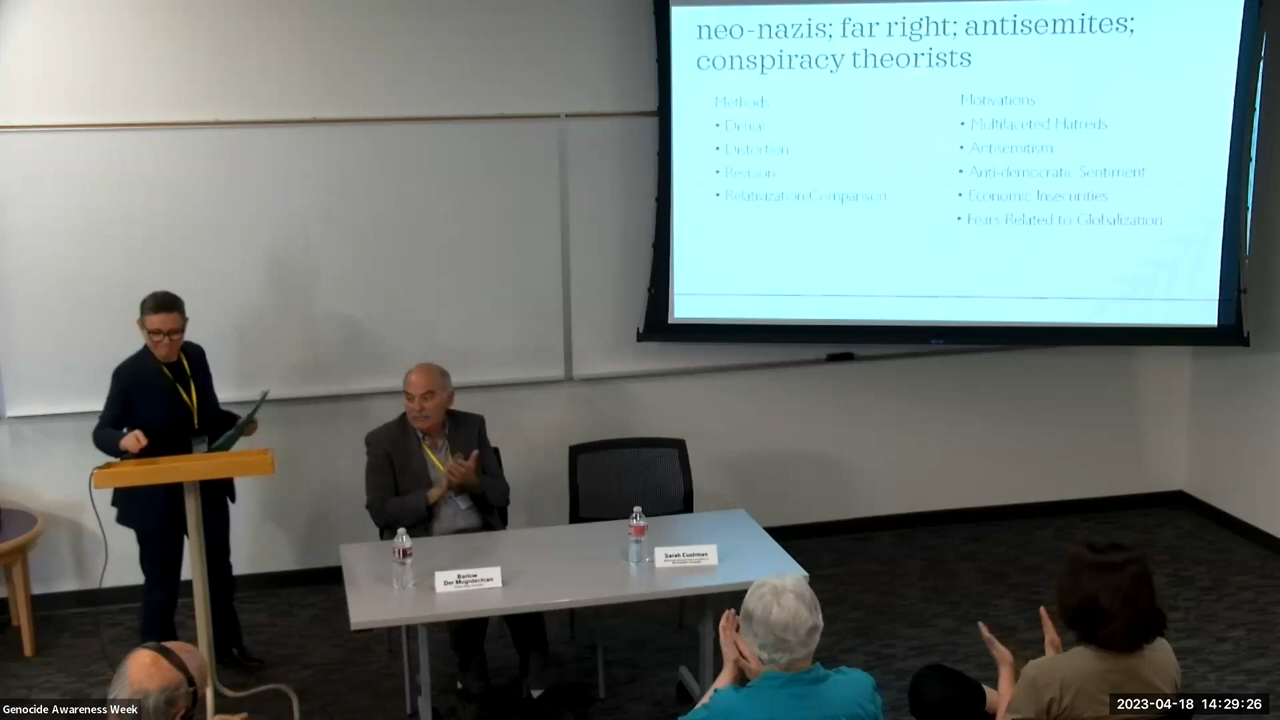 neo-nazis; far right; antisemites;
conspiracy theorists
Methods
• Denial
• Distortion
• Revision
• Relativization Comparison
Motivations
• Multifaceted Hatreds
• Antisemitism
• Anti-democratic Sentiment
• Economic Insecurities
• Fears Related to Globalization
Barlow
Der Mugrdechian
Sarah Cushman
Genocide Awareness Week
2023-04-18 14:29:26